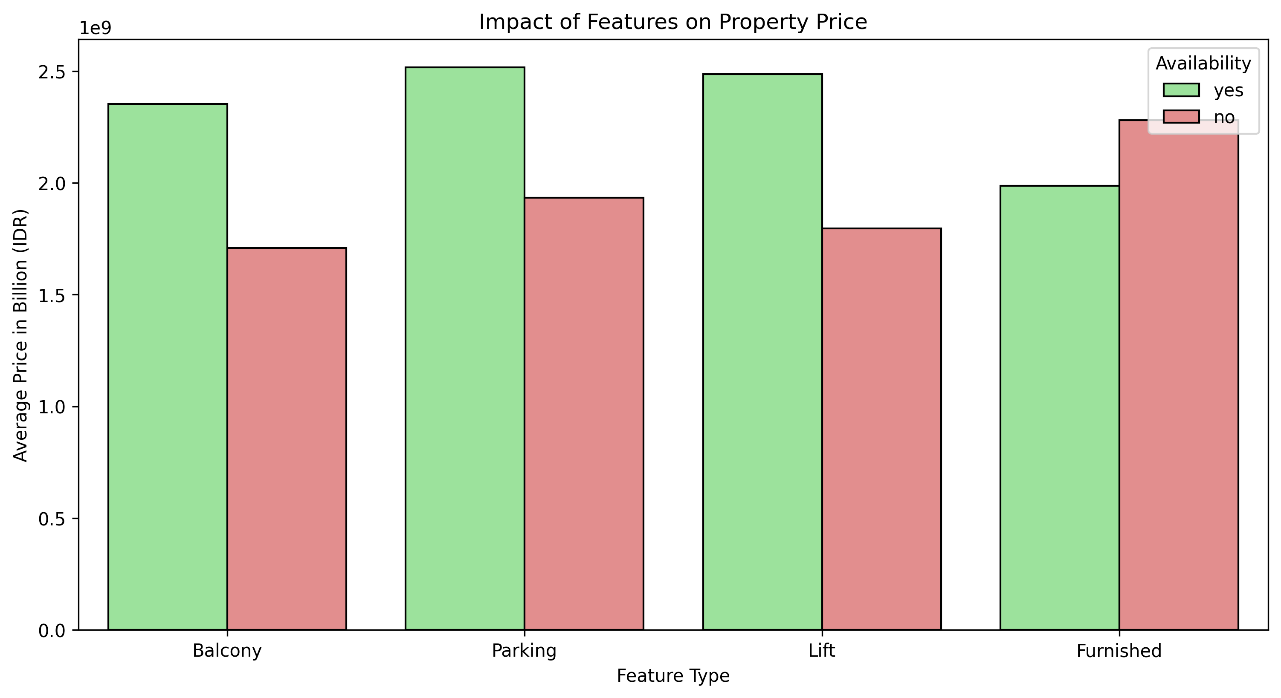 Impact of Features on Property Price
1e9
Availability
yes
no
2.5
2.0
1.5
1.0
0.5
0.0
Average Price in Billion (IDR)
Balcony Parking Lift Furnished
Feature Type